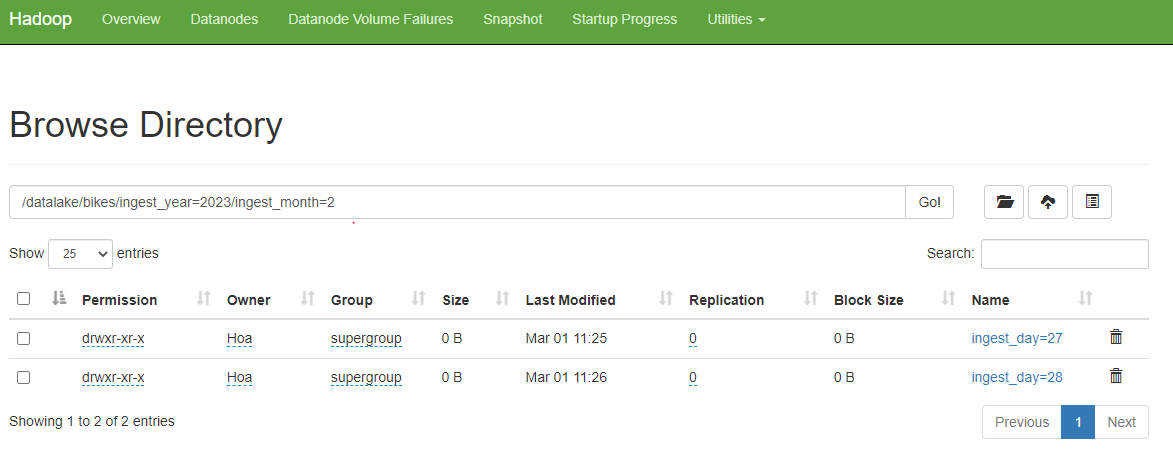 Hadoop Overview Datanodes Datanode Volume Failures Snapshot Startup Progress Utilities
Browse Directory
/datalake/bikes/ingest_year=2023/ingest_month=2 Go!
Show 25 entries Search:
Permission Owner Group Size Last Modified Replication Block Size Name
drwxr-xr-x Hoa supergroup 0 B Mar 01 11:25 0 0 B ingest_day=27
drwxr-xr-x Hoa supergroup 0 B Mar 01 11:26 0 0 B ingest_day=28
Showing 1 to 2 of 2 entries Previous 1 Next